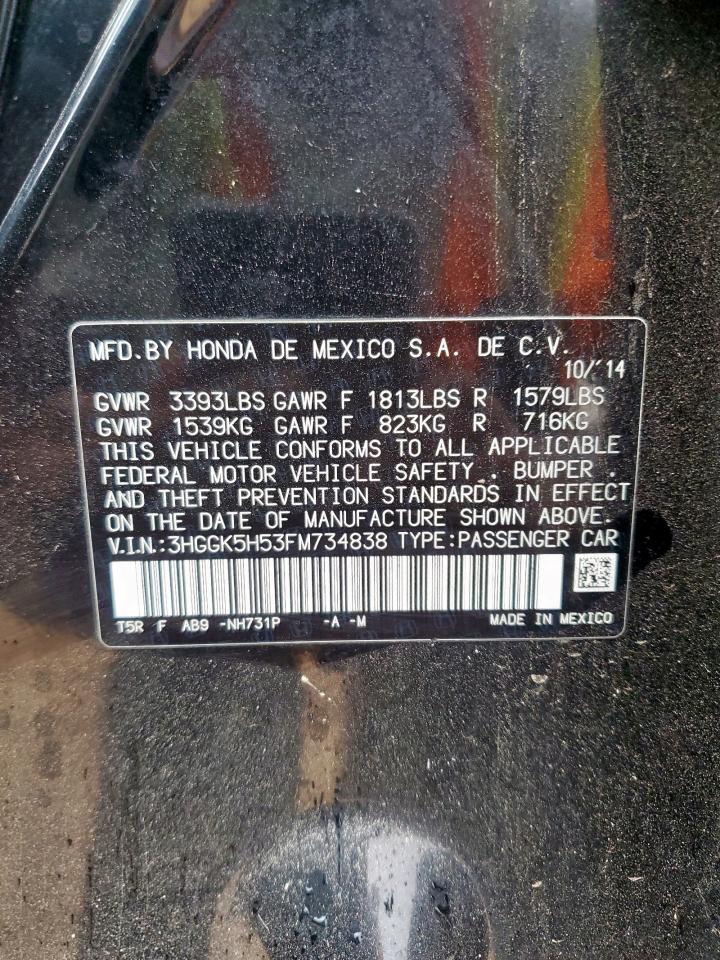 MFD.BY HONDA DE MEXICO S.A. DE C.V.
10/'14
GVWR 3393LBS GAWR F 1813LBS R 1579LBS
GVWR 1539KG GAWR F 823KG R 716KG
THIS VEHICLE CONFORMS TO ALL APPLICABLE
FEDERAL MOTOR VEHICLE SAFETY . BUMPER .
AND THEFT PREVENTION STANDARDS IN EFFECT
ON THE DATE OF MANUFACTURE SHOWN ABOVE.
V.I.N.:3HGGK5H53FM734838 TYPE:PASSENGER CAR
T5R F AB9 -NH731P -A -M MADE IN MEXICO